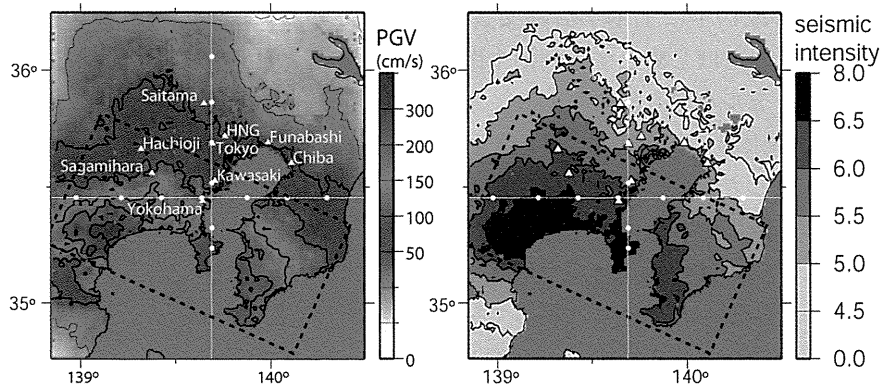 PGV
(cm/s)
36°
35°
139°
140°
Saitama
HNG
Tokyo
Funabashi
Hachioji
Chiba
Sagamihara
Kawasaki
Yokohama
300
200
150
100
50
0
36°
35°
139°
140°
seismic
intensity
8.0
6.5
6.0
5.5
5.0
4.5
0.0